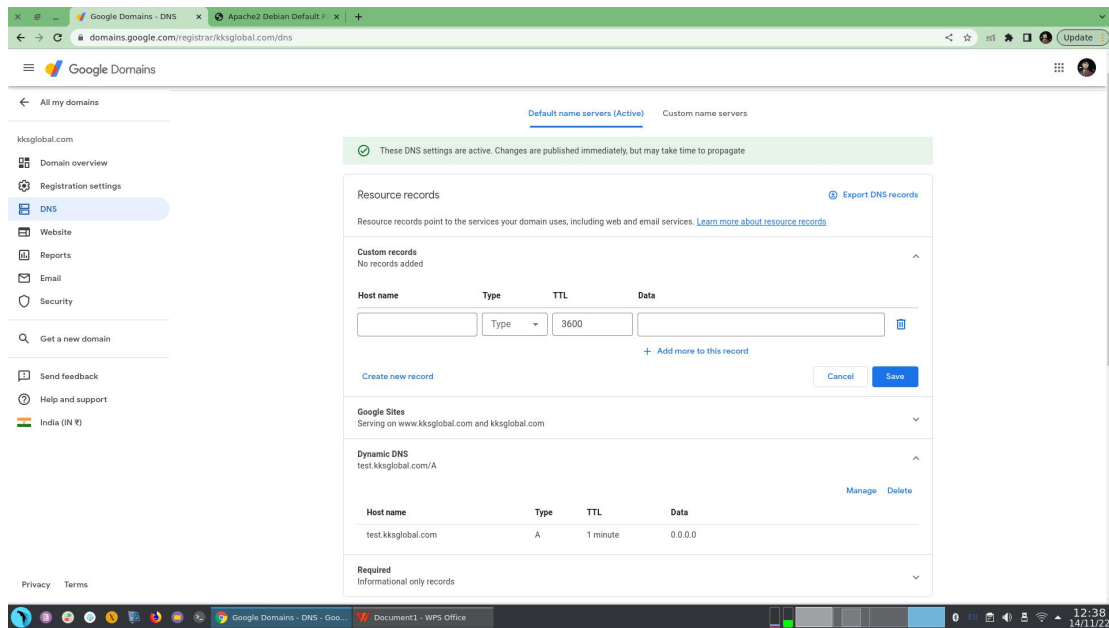 Google Domains - DNS
Apache2 Debian Default P
domains.google.com/registrar/kksglobal.com/dns
Update
Google Domains
All my domains
kksglobal.com
Domain overview
Registration settings
DNS
Website
Reports
Email
Security
Get a new domain
Send feedback
Help and support
India (IN ₹)
Privacy Terms
Default name servers (Active) Custom name servers
These DNS settings are active. Changes are published immediately, but may take time to propagate
Resource records
Export DNS records
Resource records point to the services your domain uses, including web and email services. Learn more about resource records
Custom records
No records added
Host name Type TTL Data
Type 3600
+ Add more to this record
Create new record Cancel Save
Google Sites
Serving on www.kksglobal.com and kksglobal.com
Dynamic DNS
test.kksglobal.com/A
Manage Delete
Host name Type TTL Data
test.kksglobal.com A 1 minute 0.0.0.0
Required
Informational only records
Google Domains - DNS - Goo... Document1 - WPS Office
EN
12:38
14/11/22